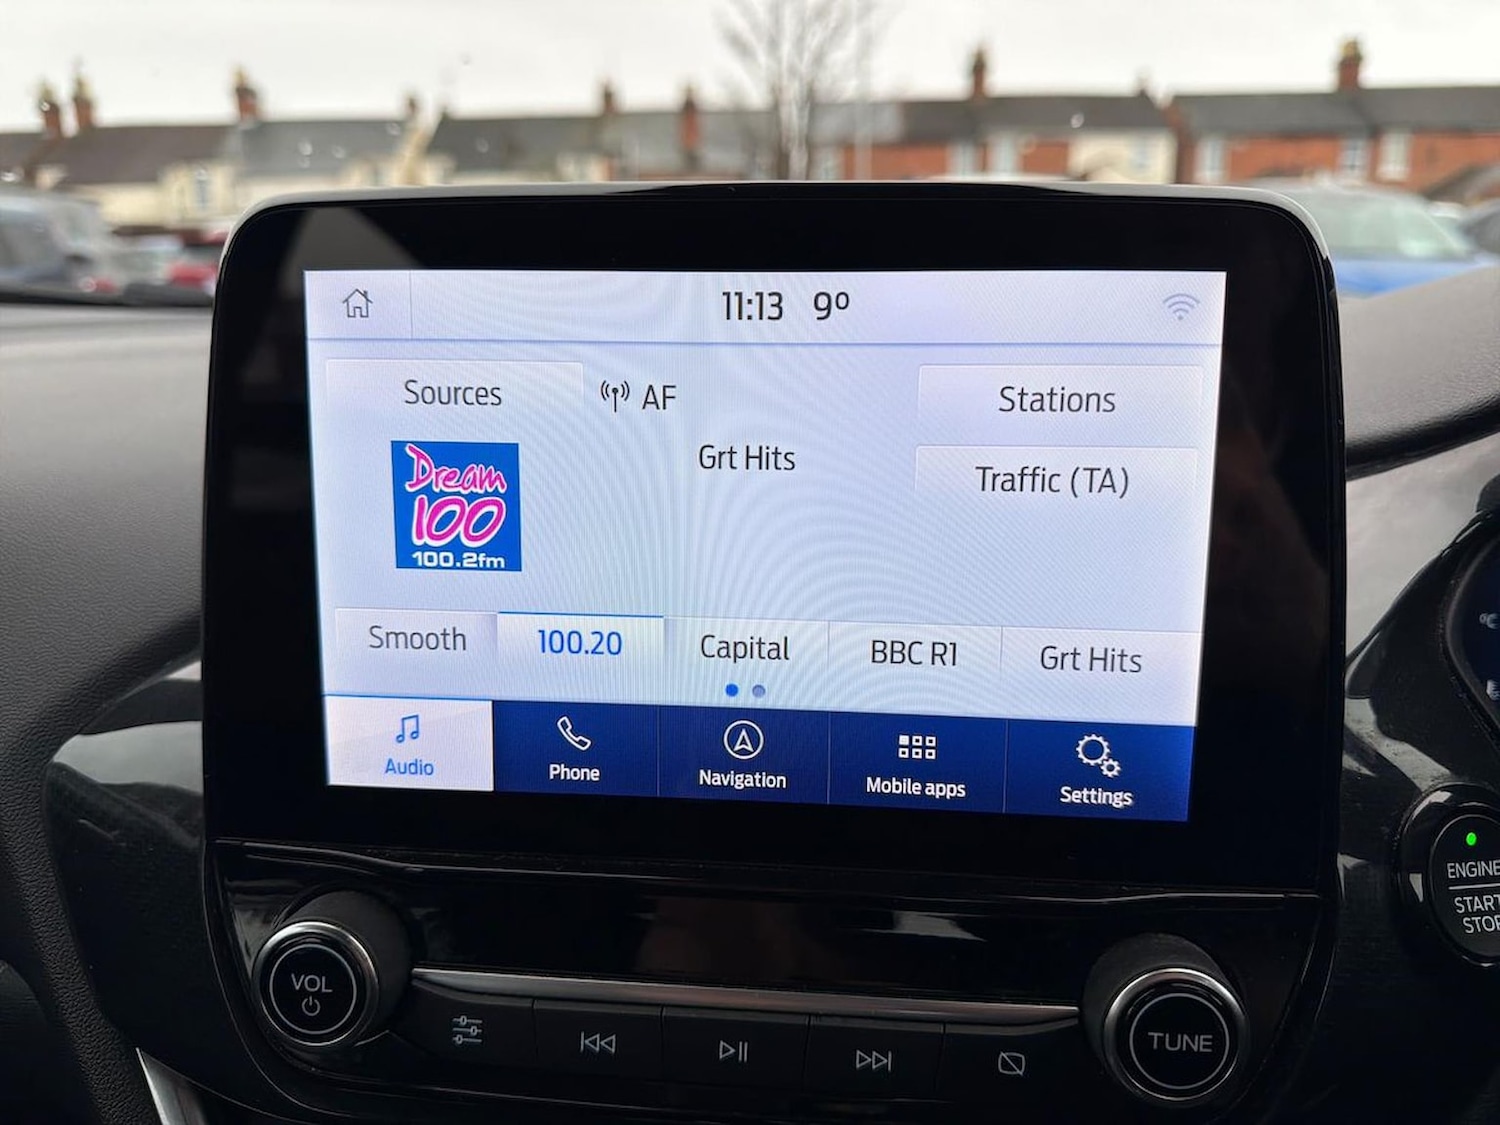 11:13 9º
Sources
AF
Stations
Grt Hits
Traffic (TA)
Dream
100
100.2fm
Smooth
100.20
Capital
BBC R1
Grt Hits
Audio
Phone
Navigation
Mobile apps
Settings
VOL
TUNE
ENGINE
START
STOP